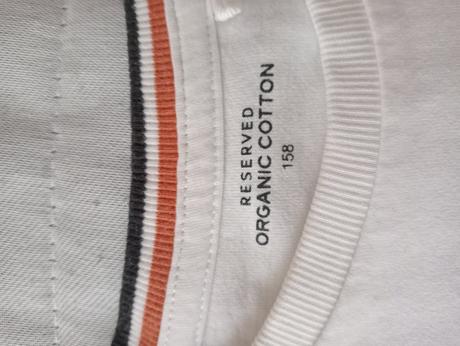 RESERVED
ORGANIC COTTON
158